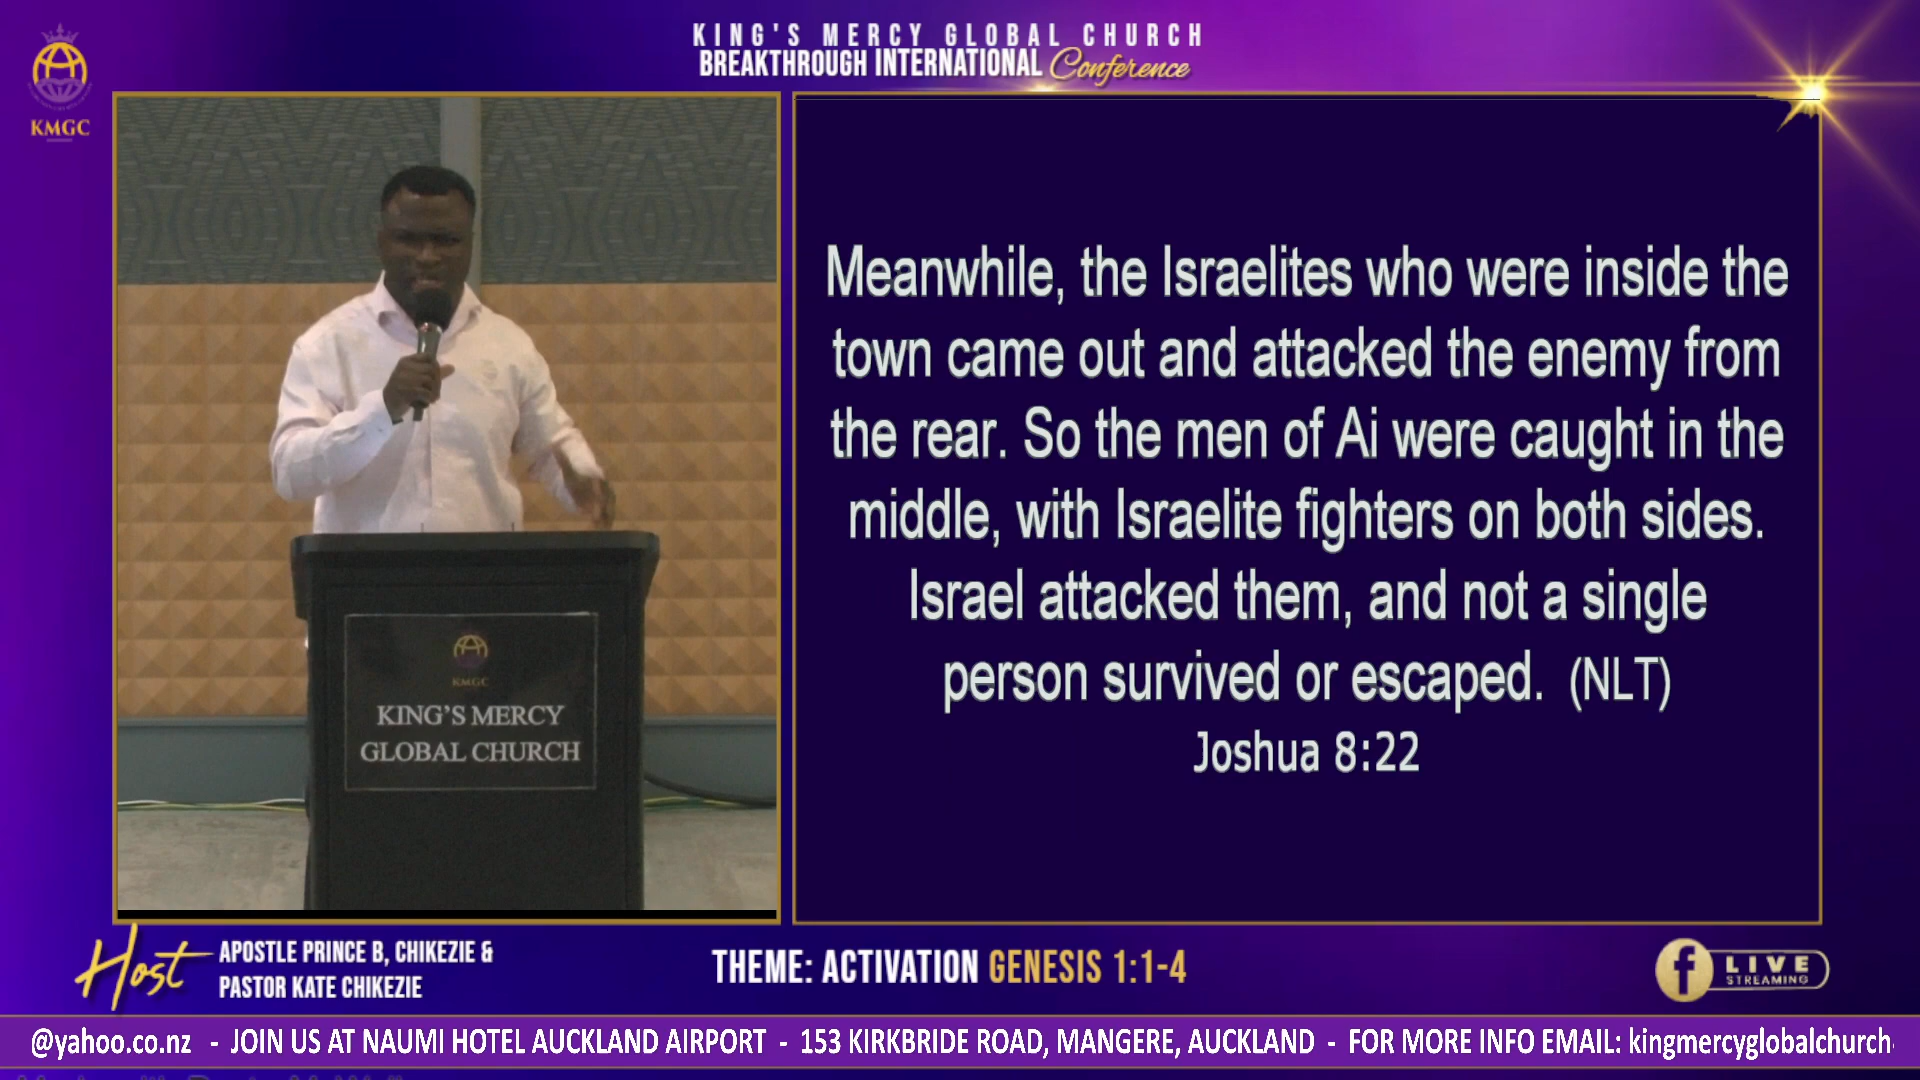 KING'S MERCY GLOBAL CHURCH
BREAKTHROUGH INTERNATIONAL Conference
KMGC
Meanwhile, the Israelites who were inside the
town came out and attacked the enemy from
the rear. So the men of Ai were caught in the
middle, with Israelite fighters on both sides.
Israel attacked them, and not a single
person survived or escaped. (NLT)
Joshua 8:22
KMGC
KING'S MERCY
GLOBAL CHURCH
Host
APOSTLE PRINCE B, CHIKEZIE &
PASTOR KATE CHIKEZIE
THEME: ACTIVATION GENESIS 1:1-4
f LIVE
STREAMING
@yahoo.co.nz - JOIN US AT NAUMI HOTEL AUCKLAND AIRPORT - 153 KIRKBRIDE ROAD, MANGERE, AUCKLAND - FOR MORE INFO EMAIL: kingmercyglobalchurch